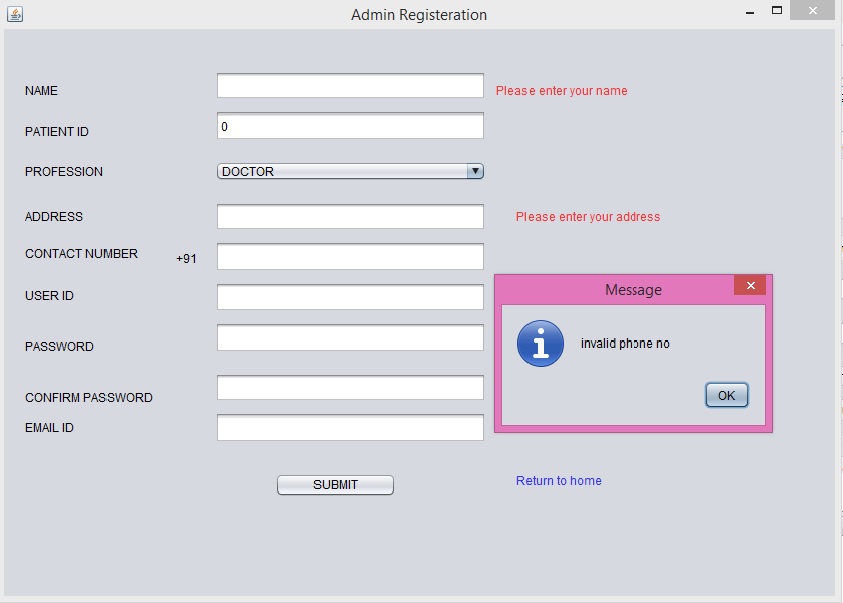 Admin Registeration
NAME
Please enter your name
PATIENT ID
0
PROFESSION
DOCTOR
ADDRESS
Please enter your address
CONTACT NUMBER
+91
USER ID
Message
PASSWORD
invalid phone no
CONFIRM PASSWORD
OK
EMAIL ID
SUBMIT
Return to home